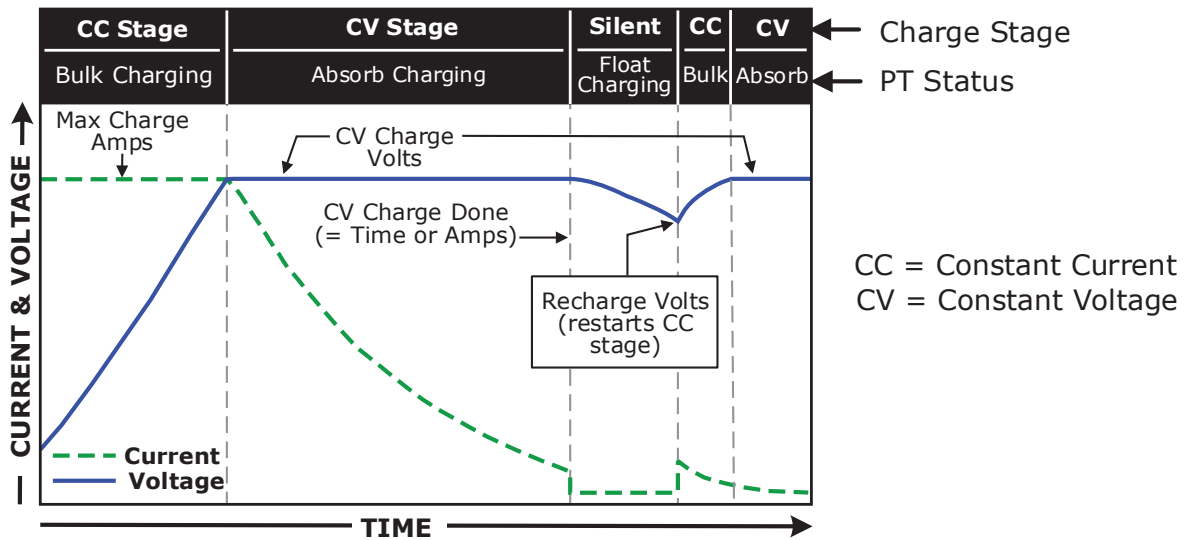 CC Stage
CV Stage
Silent
CC
CV
Charge Stage
Bulk Charging
Absorb Charging
Float
Charging
Bulk
Absorb
PT Status
Max Charge
Amps
CV Charge
Volts
CV Charge Done
(= Time or Amps)
Recharge Volts
(restarts CC
stage)
CC = Constant Current
CV = Constant Voltage
CURRENT & VOLTAGE
Current
Voltage
TIME